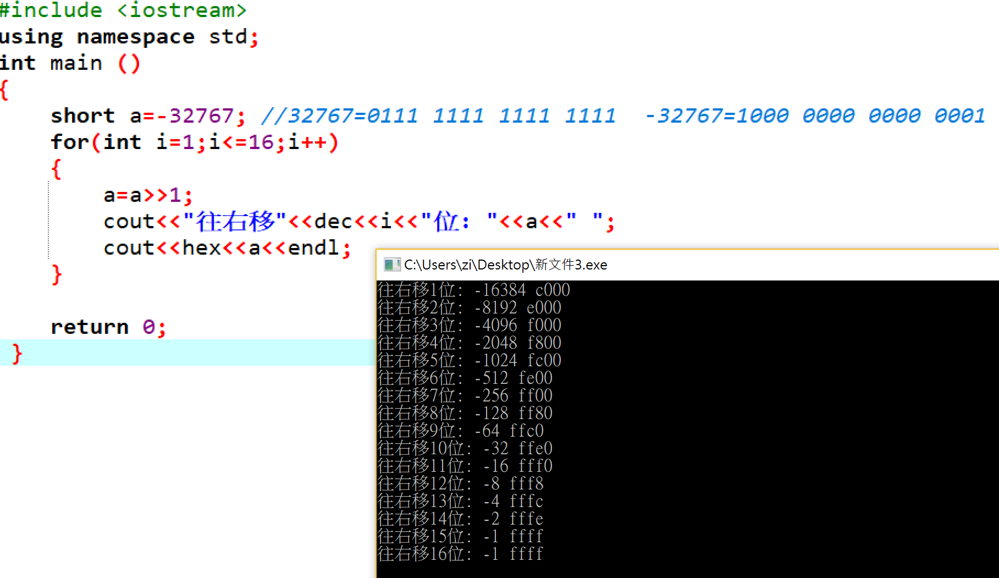 #include <iostream>
using namespace std;
int main ()
{
short a=-32767; //32767=0111 1111 1111 1111  -32767=1000 0000 0000 0001
for(int i=1;i<=16;i++)
{
a=a>>1;
cout<<"往右移"<<dec<<i<<"位："<<a<<" ";
cout<<hex<<a<<endl;
}
return 0;
}
C:\Users\zi\Desktop\新文件3.exe
往右移1位：-16384 c000
往右移2位：-8192 e000
往右移3位：-4096 f000
往右移4位：-2048 f800
往右移5位：-1024 fc00
往右移6位：-512 fe00
往右移7位：-256 ff00
往右移8位：-128 ff80
往右移9位：-64 ffc0
往右移10位：-32 ffe0
往右移11位：-16 fff0
往右移12位：-8 fff8
往右移13位：-4 fffc
往右移14位：-2 fffe
往右移15位：-1 ffff
往右移16位：-1 ffff